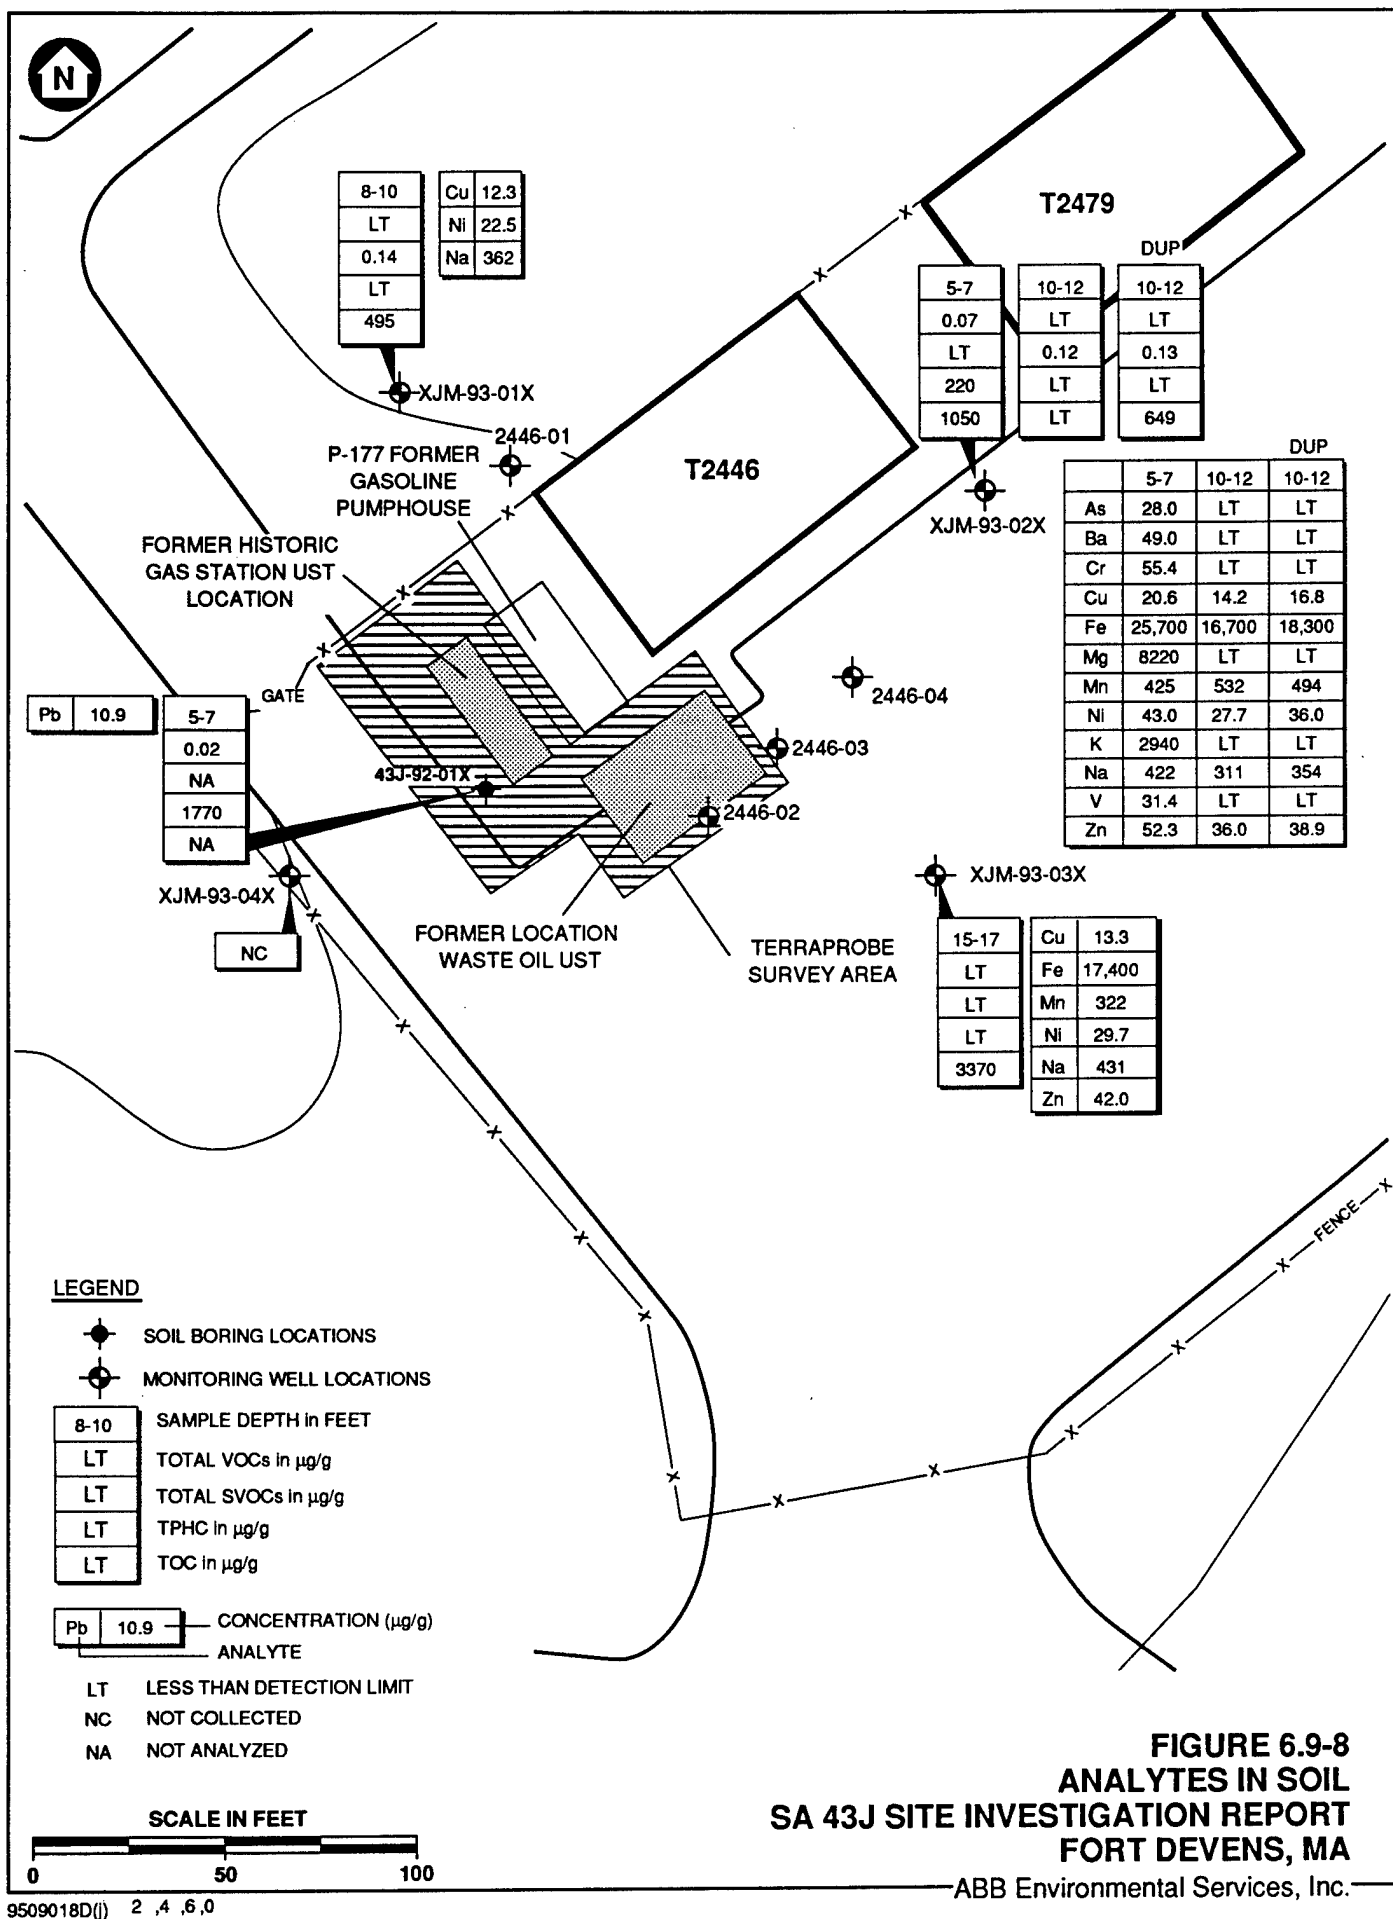 N
8-10
LT
0.14
LT
495
Cu 12.3
Ni 22.5
Na 362
XJM-93-01X
2446-01
P-177 FORMER
GASOLINE
PUMPHOUSE
T2446
T2479
DUP
5-7 10-12 10-12
0.07 LT LT
LT 0.12 0.13
220 LT LT
1050 LT 649
XJM-93-02X
DUP
5-7 10-12 10-12
As 28.0 LT LT
Ba 49.0 LT LT
Cr 55.4 LT LT
Cu 20.6 14.2 16.8
Fe 25,700 16,700 18,300
Mg 8220 LT LT
Mn 425 532 494
Ni 43.0 27.7 36.0
K 2940 LT LT
Na 422 311 354
V 31.4 LT LT
Zn 52.3 36.0 38.9
FORMER HISTORIC
GAS STATION UST
LOCATION
GATE
Pb 10.9
5-7
0.02
NA
1770
NA
43J-92-01X
2446-04
2446-03
2446-02
XJM-93-04X
NC
FORMER LOCATION
WASTE OIL UST
TERRAPROBE
SURVEY AREA
XJM-93-03X
15-17
LT
LT
LT
3370
Cu 13.3
Fe 17,400
Mn 322
Ni 29.7
Na 431
Zn 42.0
FENCE
LEGEND
SOIL BORING LOCATIONS
MONITORING WELL LOCATIONS
8-10 SAMPLE DEPTH in FEET
LT TOTAL VOCs in µg/g
LT TOTAL SVOCs in µg/g
LT TPHC in µg/g
LT TOC in µg/g
Pb 10.9 CONCENTRATION (µg/g)
ANALYTE
LT LESS THAN DETECTION LIMIT
NC NOT COLLECTED
NA NOT ANALYZED
SCALE IN FEET
0 50 100
FIGURE 6.9-8
ANALYTES IN SOIL
SA 43J SITE INVESTIGATION REPORT
FORT DEVENS, MA
ABB Environmental Services, Inc.
9509018D(j) 2 ,4 ,6 ,0